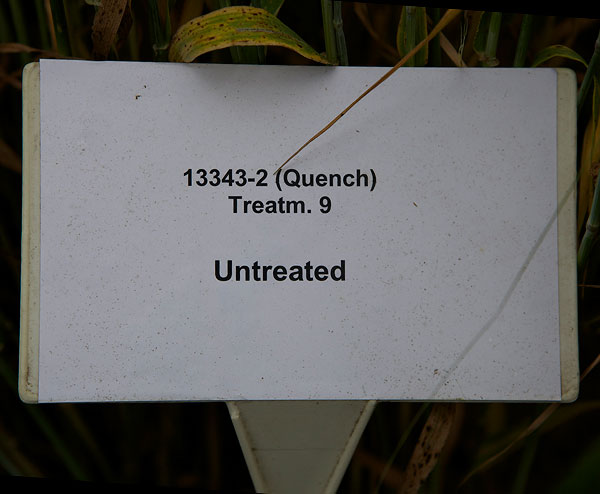 13343-2 (Quench)
Treatm. 9
Untreated